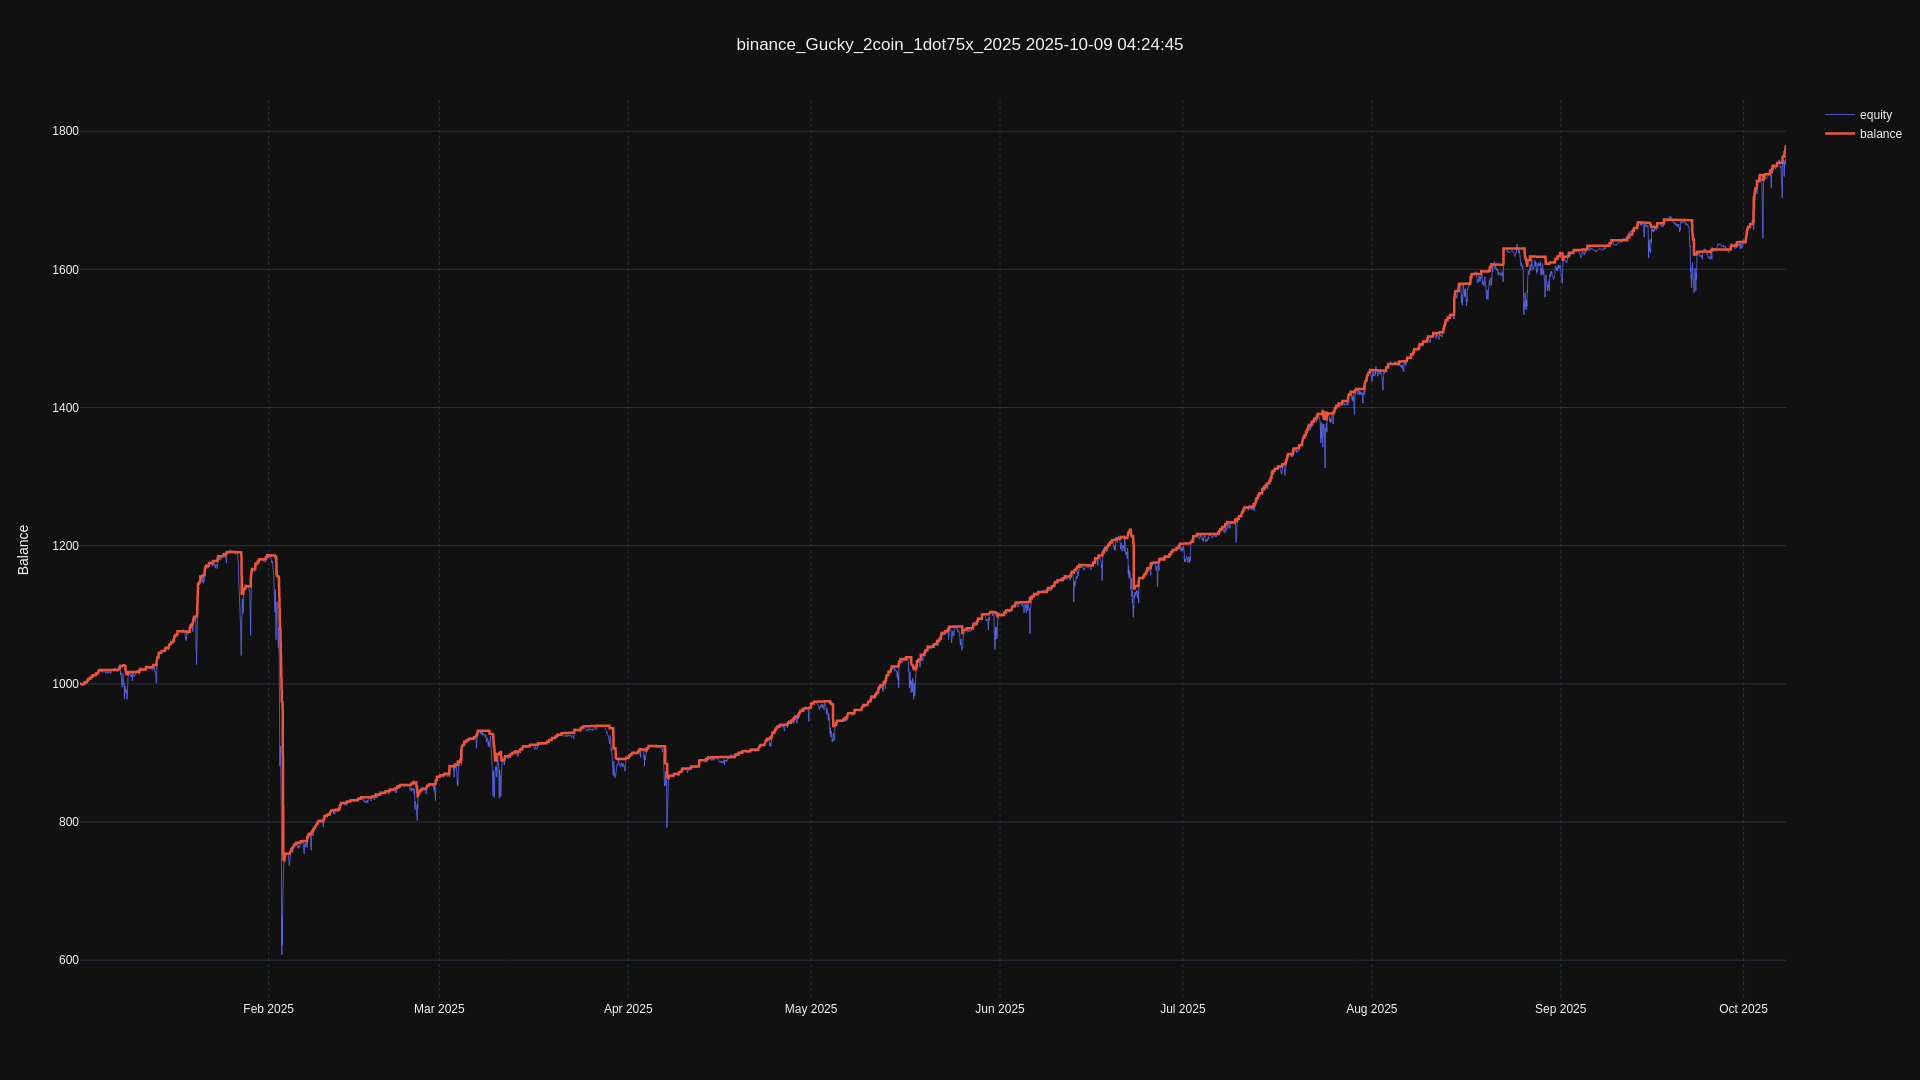 binance_Gucky_2coin_1dot75x_2025 2025-10-09 04:24:45
equity
balance
1800
1600
1400
1200
1000
800
600
Balance
Feb 2025
Mar 2025
Apr 2025
May 2025
Jun 2025
Jul 2025
Aug 2025
Sep 2025
Oct 2025